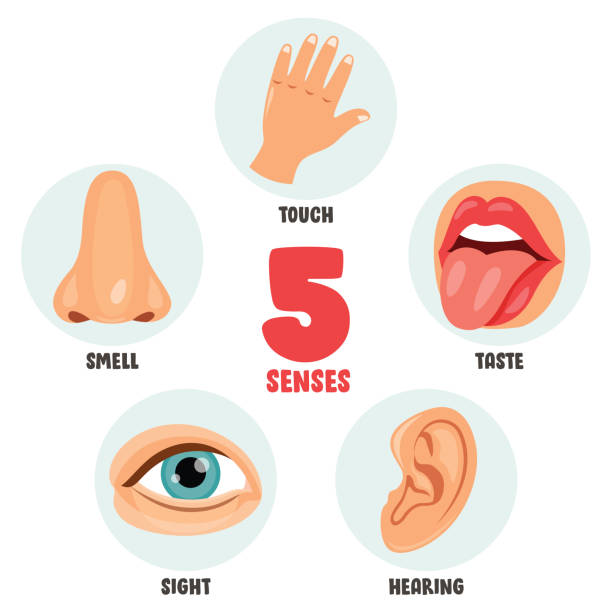 TOUCH
SMELL
5
SENSES
TASTE
SIGHT
HEARING